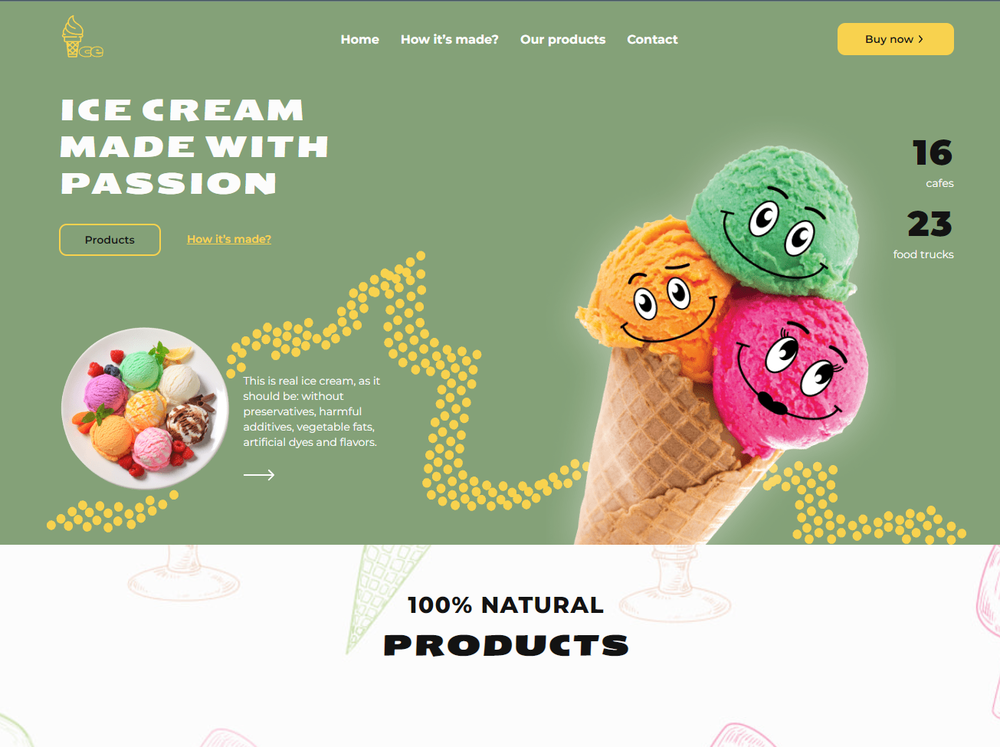 ce
Home
How it's made?
Our products
Contact
Buy now
ICE CREAM
MADE WITH
PASSION
Products
How it's made?
16
cafes
23
food trucks
This is real ice cream, as it
should be: without
preservatives, harmful
additives, vegetable fats,
artificial dyes and flavors.
100% NATURAL
PRODUCTS